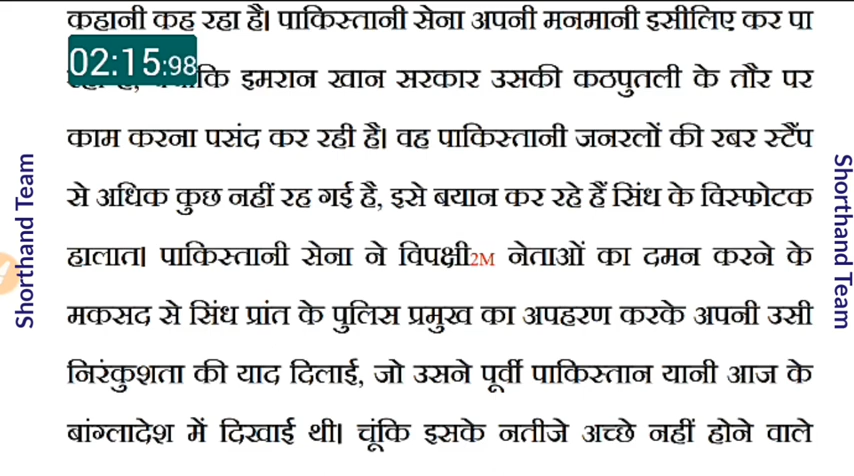 कहानी कह रहा है। पाकिस्तानी सेना अपनी मनमानी इसीलिए कर पा
02:15:98
कि इमरान खान सरकार उसकी कठपुतली के तौर पर
काम करना पसंद कर रही है। वह पाकिस्तानी जनरलों की रबर स्टैंप
से अधिक कुछ नहीं रह गई है, इसे बयान कर रहे हैं सिंध के विस्फोटक
हालात। पाकिस्तानी सेना ने विपक्षी2M नेताओं का दमन करने के
मकसद से सिंध प्रांत के पुलिस प्रमुख का अपहरण करके अपनी उसी
निरंकुशता की याद दिलाई, जो उसने पूर्वी पाकिस्तान यानी आज के
बांग्लादेश में दिखाई थी। चूंकि इसके नतीजे अच्छे नहीं होने वाले
Shorthand Team
Shorthand Team